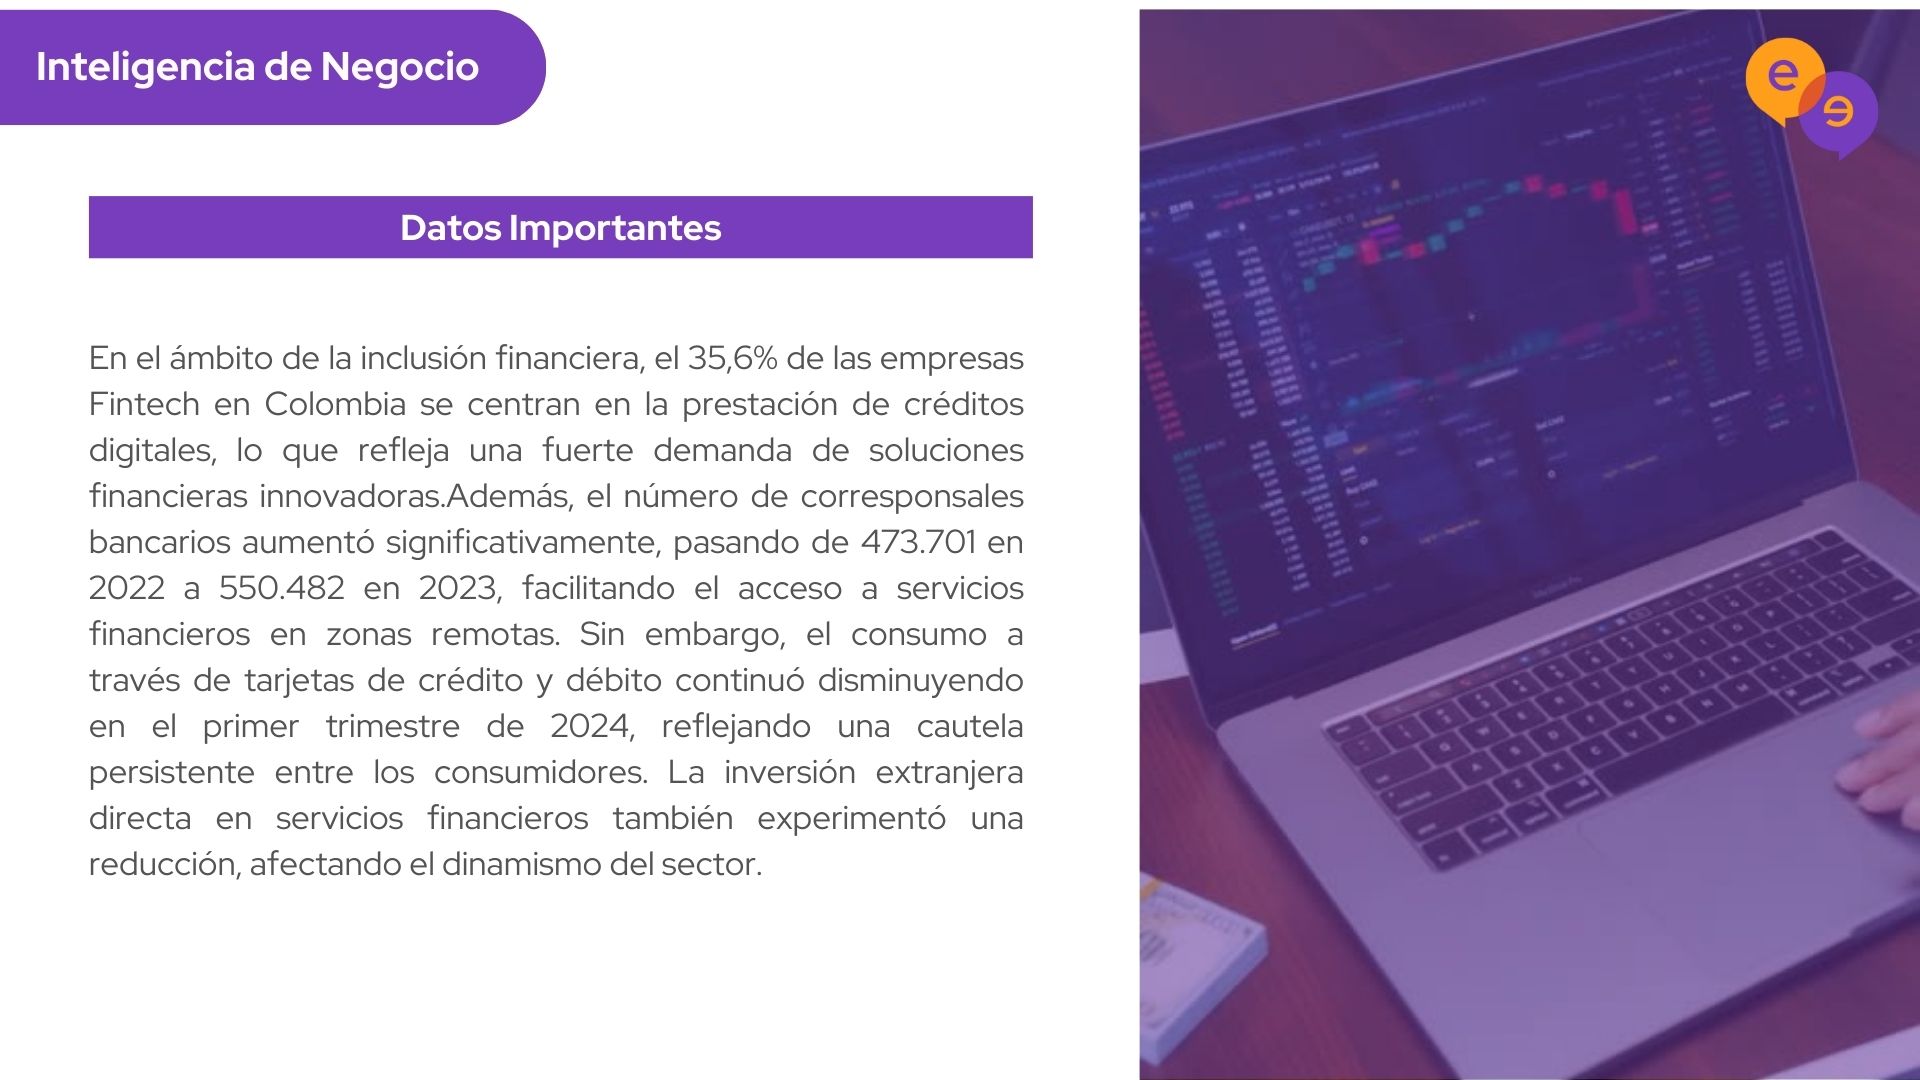 Inteligencia de Negocio
Datos Importantes
En el ámbito de la inclusión financiera, el 35,6% de las empresas
Fintech en Colombia se centran en la prestación de créditos
digitales, lo que refleja una fuerte demanda de soluciones
financieras innovadoras.Además, el número de corresponsales
bancarios aumentó significativamente, pasando de 473.701 en
2022 a 550.482 en 2023, facilitando el acceso a servicios
financieros en zonas remotas. Sin embargo, el consumo a
través de tarjetas de crédito y débito continuó disminuyendo
en el primer trimestre de 2024, reflejando una cautela
persistente entre los consumidores. La inversión extranjera
directa en servicios financieros también experimentó una
reducción, afectando el dinamismo del sector.
e
e